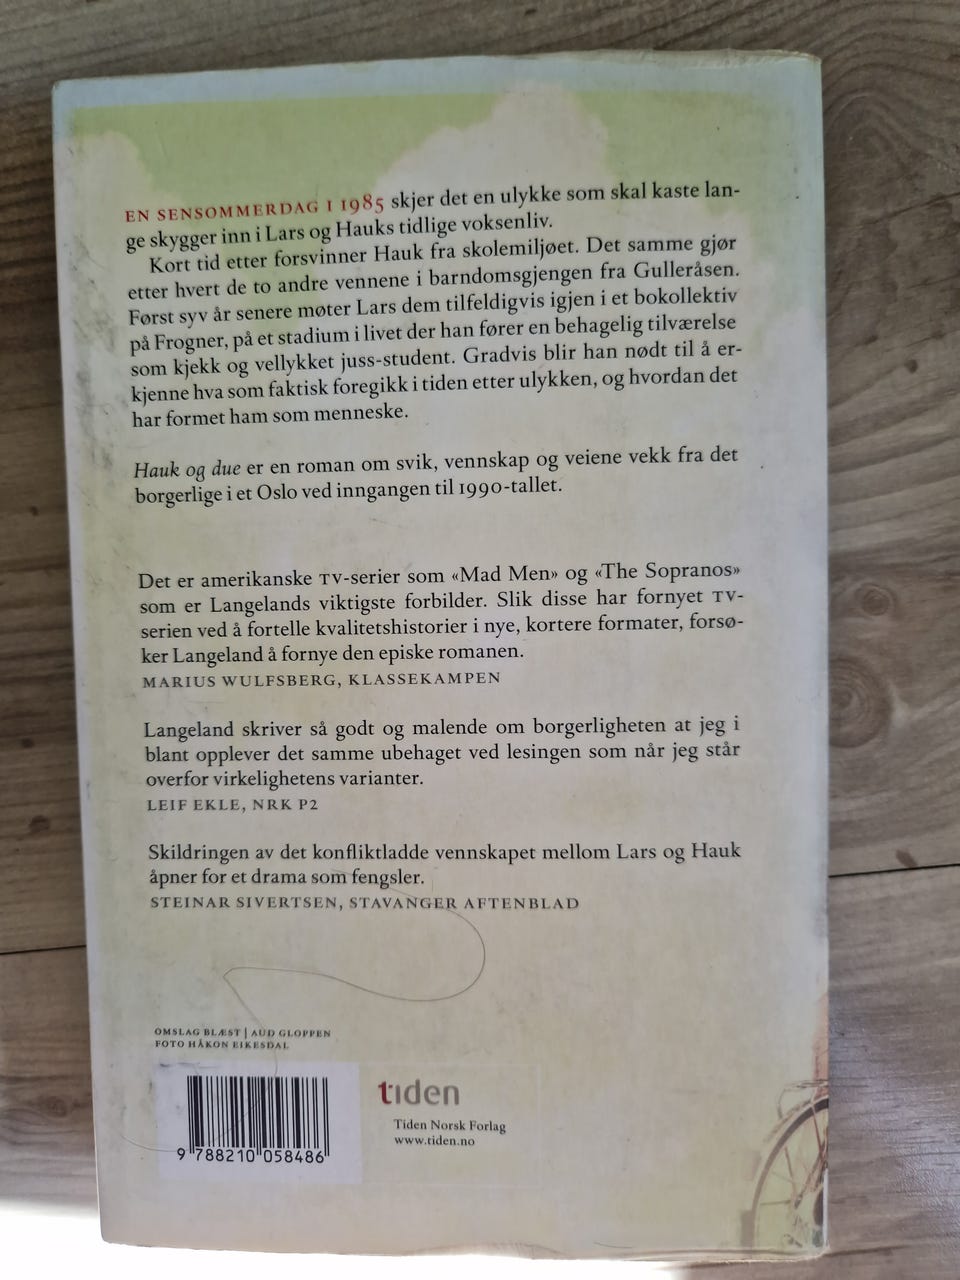 EN SENSOMMERDAG I 1985 skjer det en ulykke som skal kaste lan-
ge skygger inn i Lars og Hauks tidlige voksenliv.
Kort tid etter forsvinner Hauk fra skolemiljøet. Det samme gjør
etter hvert de to andre vennene i barndomsgjengen fra Gulleråsen.
Først syv år senere møter Lars dem tilfeldigvis igjen i et bokollektiv
på Frogner, på et stadium i livet der han fører en behagelig tilværelse
som kjekk og vellykket juss-student. Gradvis blir han nødt til å er-
kjenne hva som faktisk foregikk i tiden etter ulykken, og hvordan det
har formet ham som menneske.
Hauk og due er en roman om svik, vennskap og veiene vekk fra det
borgerlige i et Oslo ved inngangen til 1990-tallet.
Det er amerikanske TV-serier som «Mad Men» og «The Sopranos»
som er Langelands viktigste forbilder. Slik disse har fornyet TV-
serien ved å fortelle kvalitetshistorier i nye, kortere formater, forsø-
ker Langeland å fornye den episke romanen.
MARIUS WULFSBERG, KLASSEKAMPEN
Langeland skriver så godt og malende om borgerligheten at jeg i
blant opplever det samme ubehaget ved lesingen som når jeg står
overfor virkelighetens varianter.
LEIF EKLE, NRK P2
Skildringen av det konfliktladde vennskapet mellom Lars og Hauk
åpner for et drama som fengsler.
STEINAR SIVERTSEN, STAVANGER AFTENBLAD
OMSLAG BLÆST | AUD GLOPPEN
FOTO HÅKON EIKESDAL
tiden
Tiden Norsk Forlag
www.tiden.no
9 788210 058486